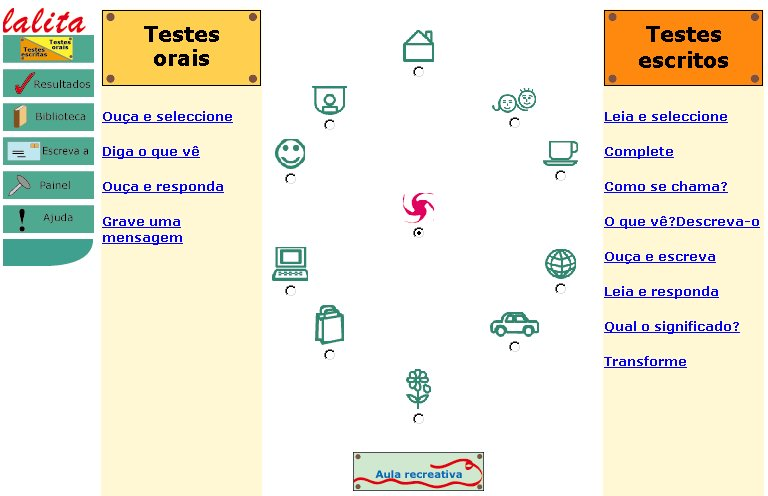 lalita
Testes
orais
Testes
escritas
Resultados
Biblioteca
Escreva a
Painel
Ajuda
Testes
orais
Ouça e seleccione
Diga o que vê
Ouça e responda
Grave uma
mensagem
Aula recreativa
Testes
escritos
Leia e seleccione
Complete
Como se chama?
O que vê?Descreva-o
Ouça e escreva
Leia e responda
Qual o significado?
Transforme